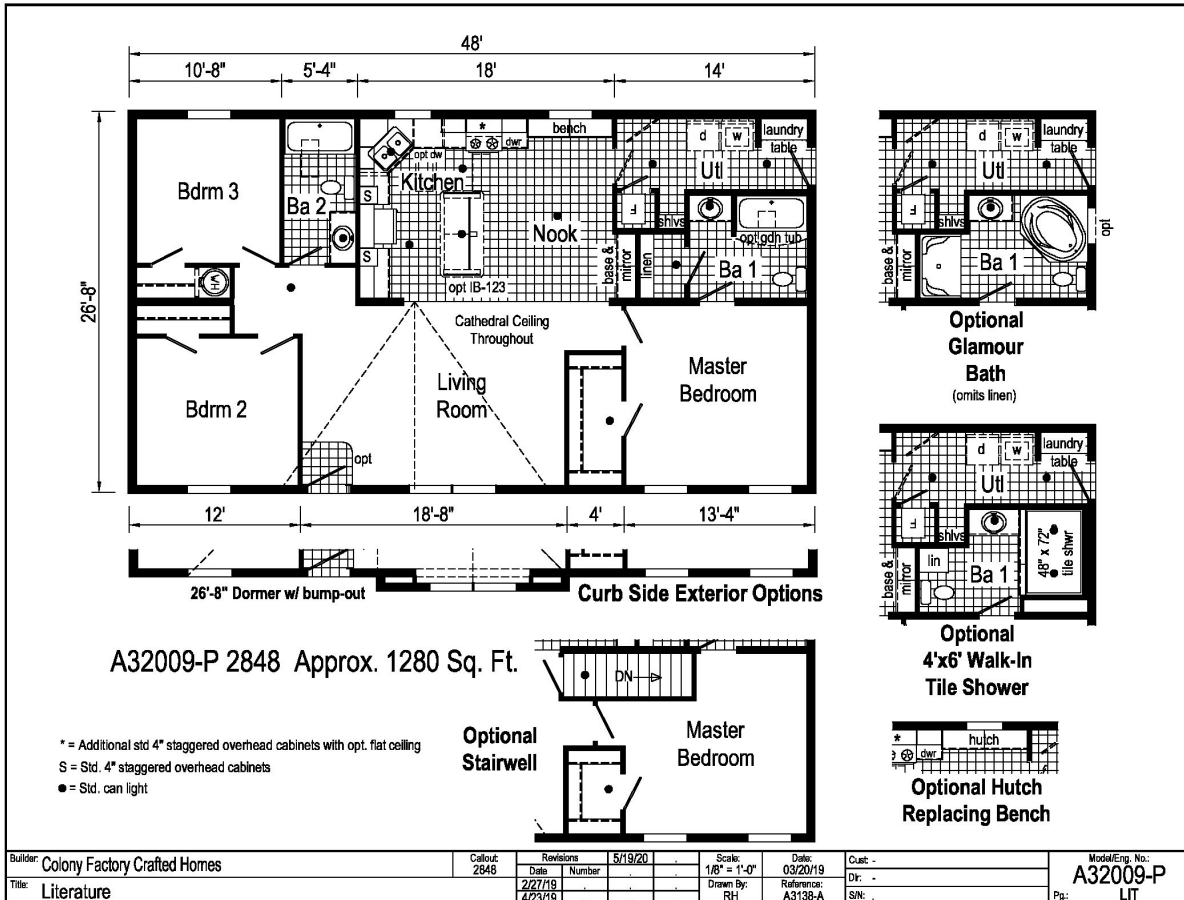 48'
10'-8" 5'-4" 18' 14'
26'-8"
Bdrm 3
Ba 2
WH
Kitchen
opt dw
* dwr
bench
S
S
Nook
opt IB-123
Utl
d w
laundry
table
F
shlvs
base &
mirror
linen
opt gdn tub
Ba 1
Cathedral Ceiling
Throughout
Living
Room
Master
Bedroom
Bdrm 2
opt
12' 18'-8" 4' 13'-4"
26'-8" Dormer w/ bump-out
Curb Side Exterior Options
d w
laundry
table
Utl
F
shlvs
base &
mirror
Ba 1
opt
Optional
Glamour
Bath
(omits linen)
d w
laundry
table
Utl
F
shlvs
base &
mirror
lin
Ba 1
48" x 72"
tile shwr
Optional
4'x6' Walk-In
Tile Shower
A32009-P 2848 Approx. 1280 Sq. Ft.
* = Additional std 4" staggered overhead cabinets with opt. flat ceiling
S = Std. 4" staggered overhead cabinets
● = Std. can light
DN
Optional
Stairwell
Master
Bedroom
* dwr
hutch
Optional Hutch
Replacing Bench
Builder: Colony Factory Crafted Homes
Title: Literature
Callout:
2848
Revisions 5/19/20
Date Number
2/27/19
4/23/19
Scale:
1/8" = 1'-0"
Drawn By:
RH
Date:
03/20/19
Reference:
A3138-A
Cust: -
Dlr: -
S/N: .
Model/Eng. No.:
A32009-P
Pg.: LIT